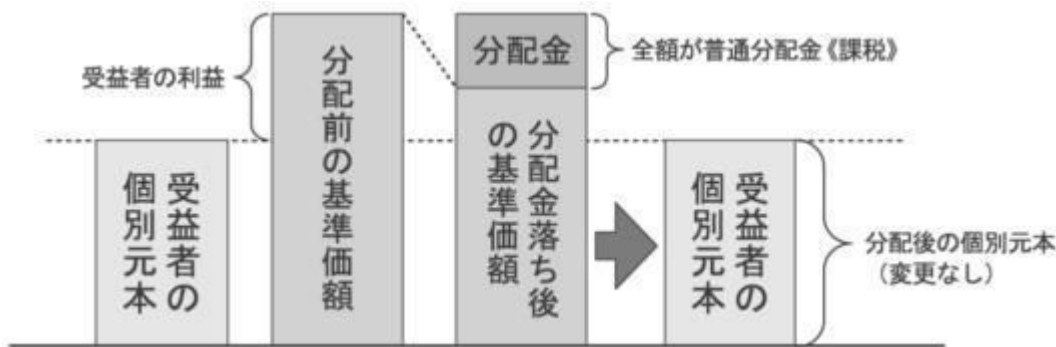 受益者の利益
受益者の
個別元本
分配前の基準価額
分配金
全額が普通分配金《課税》
分配金落ち後
の基準価額
受益者の
個別元本
分配後の個別元本
（変更なし）